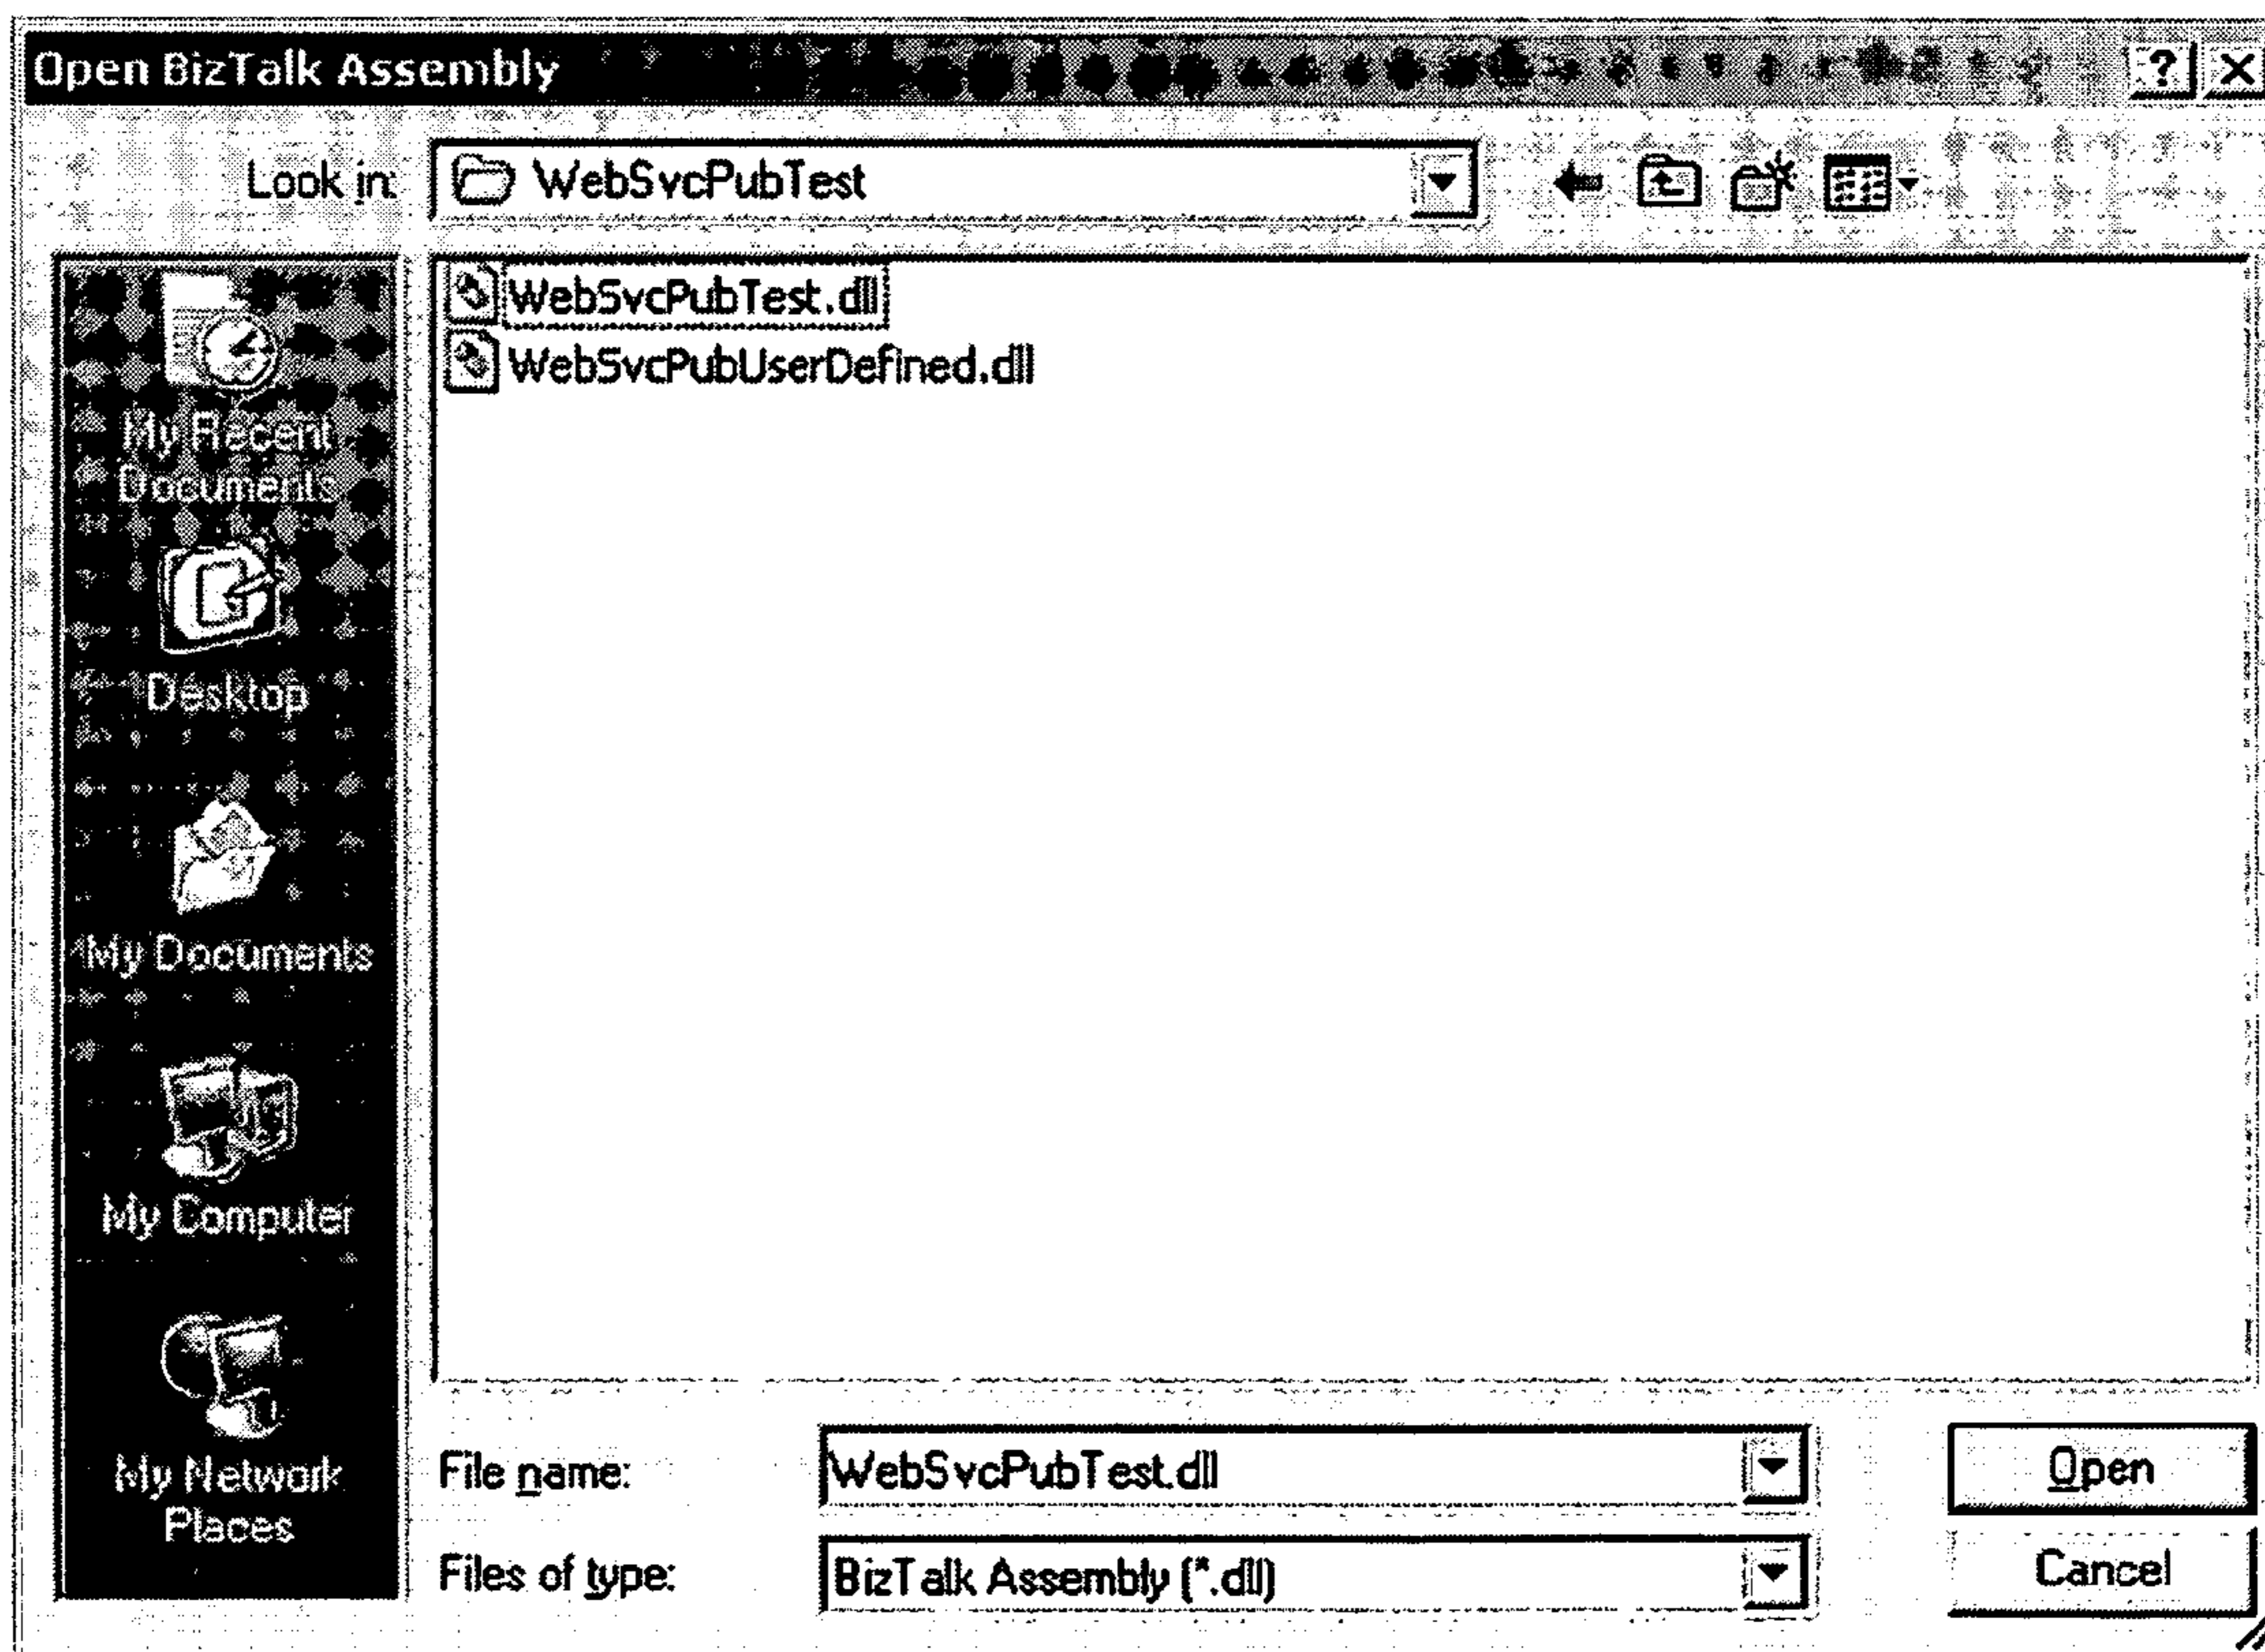 Open BizTalk Assembly
Look in:
WebSvcPubTest
WebSvcPubTest.dll
WebSvcPubUserDefined.dll
My Recent
Documents
Desktop
My Documents
My Computer
My Network
Places
File name:
WebSvcPubTest.dll
Open
Files of type:
BizTalk Assembly (*.dll)
Cancel